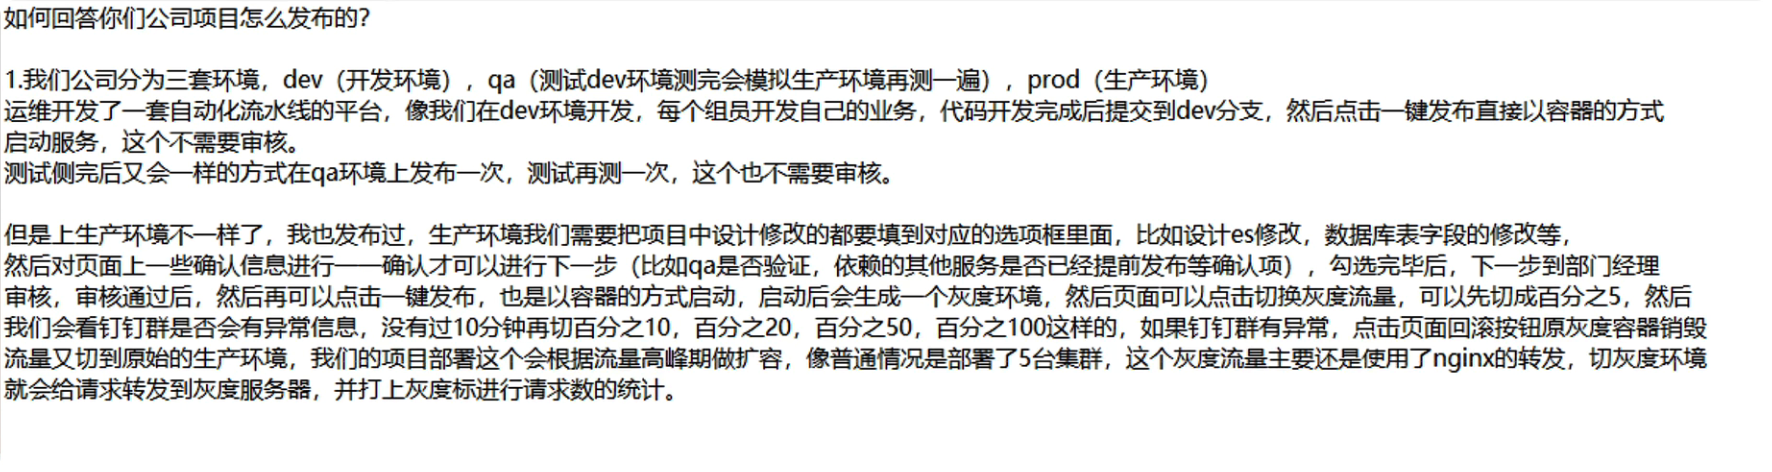 如何回答你们公司项目怎么发布的？
1.我们公司分为三套环境，dev（开发环境），qa（测试dev环境测完会模拟生产环境再测一遍），prod（生产环境）
运维开发了一套自动化流水线的平台，像我们在dev环境开发，每个组员开发自己的业务，代码开发完成后提交到dev分支，然后点击一键发布直接以容器的方式
启动服务，这个不需要审核。
测试侧完后又会一样的方式在qa环境上发布一次，测试再测一次，这个也不需要审核。
但是上生产环境不一样了，我也发布过，生产环境我们需要把项目中设计修改的都要填到对应的选项框里面，比如设计es修改，数据库表字段的修改等，
然后对页面上一些确认信息进行一一确认才可以进行下一步（比如qa是否验证，依赖的其他服务是否已经提前发布等确认项），勾选完毕后，下一步到部门经理
审核，审核通过后，然后再可以点击一键发布，也是以容器的方式启动，启动后会生成一个灰度环境，然后页面可以点击切换灰度流量，可以先切成百分之5，然后
我们会看钉钉群是否会有异常信息，没有过10分钟再切百分之10，百分之20，百分之50，百分之100这样的，如果钉钉群有异常，点击页面回滚按钮原灰度容器销毁
流量又切到原始的生产环境，我们的项目部署这个会根据流量高峰期做扩容，像普通情况是部署了5台集群，这个灰度流量主要还是使用了nginx的转发，切灰度环境
就会给请求转发到灰度服务器，并打上灰度标进行请求数的统计。